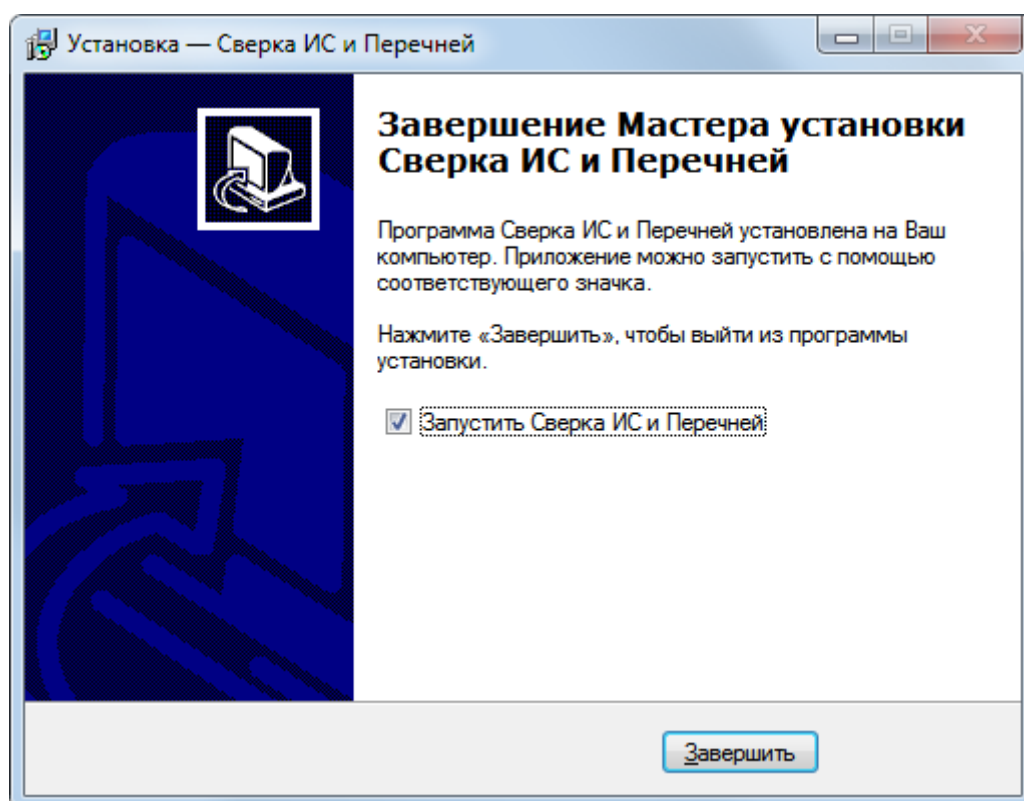 Установка — Сверка ИС и Перечней
Завершение Мастера установки
Сверка ИС и Перечней
Программа Сверка ИС и Перечней установлена на Ваш
компьютер. Приложение можно запустить с помощью
соответствующего значка.
Нажмите «Завершить», чтобы выйти из программы
установки.
Запустить Сверка ИС и Перечней
Завершить